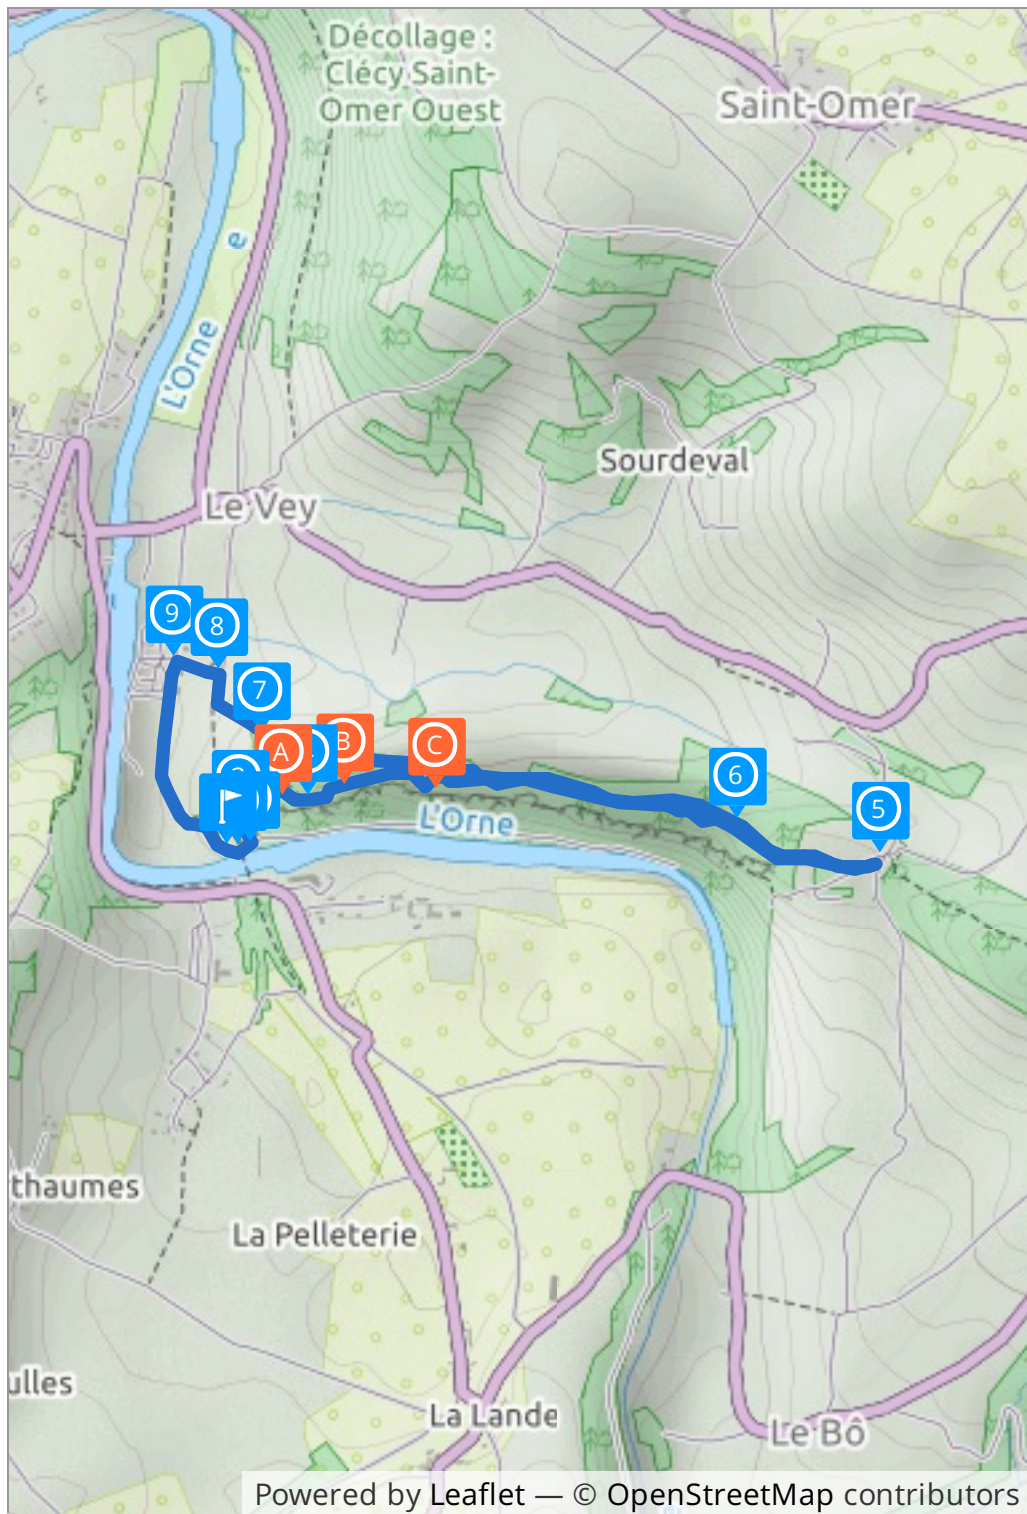 Décollage :
Clécy Saint-
Omer Ouest
Saint-Omer
e
L'Orne
Sourdeval
Le Vey
9
8
7
A
B
C
6
5
L'Orne
thaumes
La Pelleterie
ulles
La Lande
Le Bô
Powered by Leaflet — © OpenStreetMap contributors